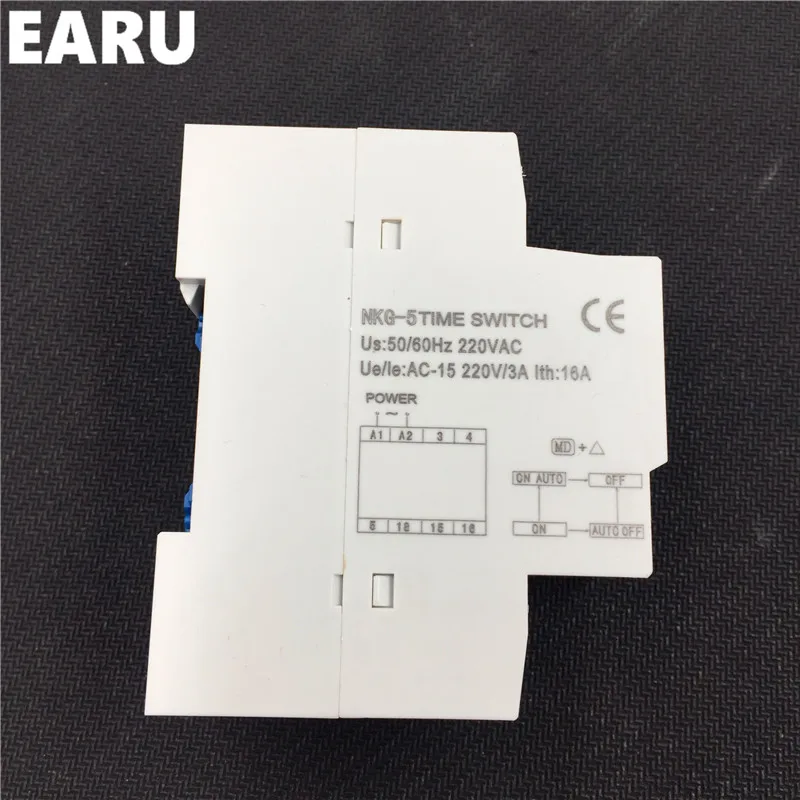 EARU
NKG-5TIME SWITCH CE
Us:50/60Hz 220VAC
Ue/Ie:AC-15 220V/3A Ith:16A
POWER
~
A1 A2 3 4
MD + △
ON AUTO → OFF
ON → AUTO OFF
5 18 15 16